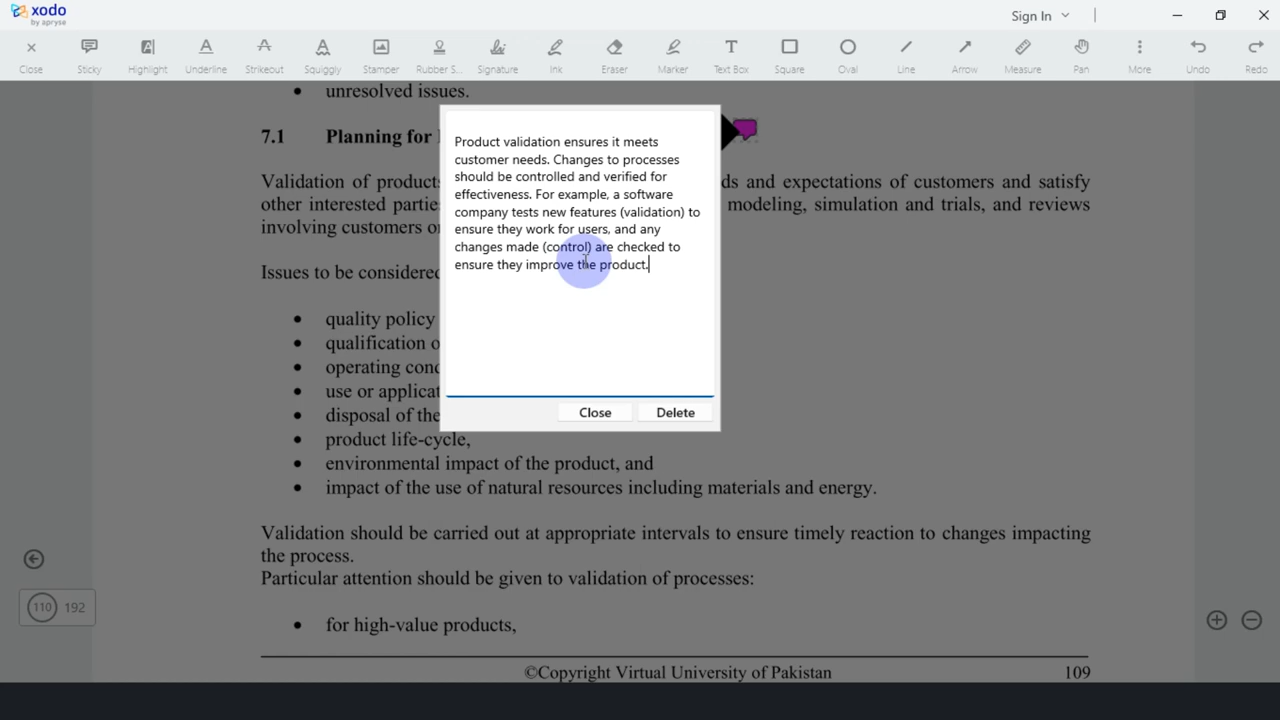 xodo
by apryse
Sign In
Close
Sticky
Highlight
Underline
Strikeout
Squiggly
Stamper
Rubber S...
Signature
Ink
Eraser
Marker
Text Box
Square
Oval
Line
Arrow
Measure
Pan
More
Undo
Redo
• unresolved issues.
7.1 Planning for
Validation of product
ds and expectations of customers and satisfy
other interested partie
modeling, simulation and trials, and reviews
involving customers o
Issues to be considered
• quality policy
• qualification o
• operating cond
• use or applicat
• disposal of the
• product life-cycle,
• environmental impact of the product, and
• impact of the use of natural resources including materials and energy.
Product validation ensures it meets
customer needs. Changes to processes
should be controlled and verified for
effectiveness. For example, a software
company tests new features (validation) to
ensure they work for users, and any
changes made (control) are checked to
ensure they improve the product.
Close
Delete
Validation should be carried out at appropriate intervals to ensure timely reaction to changes impacting
the process.
Particular attention should be given to validation of processes:
• for high-value products,
110 192
©Copyright Virtual University of Pakistan 109